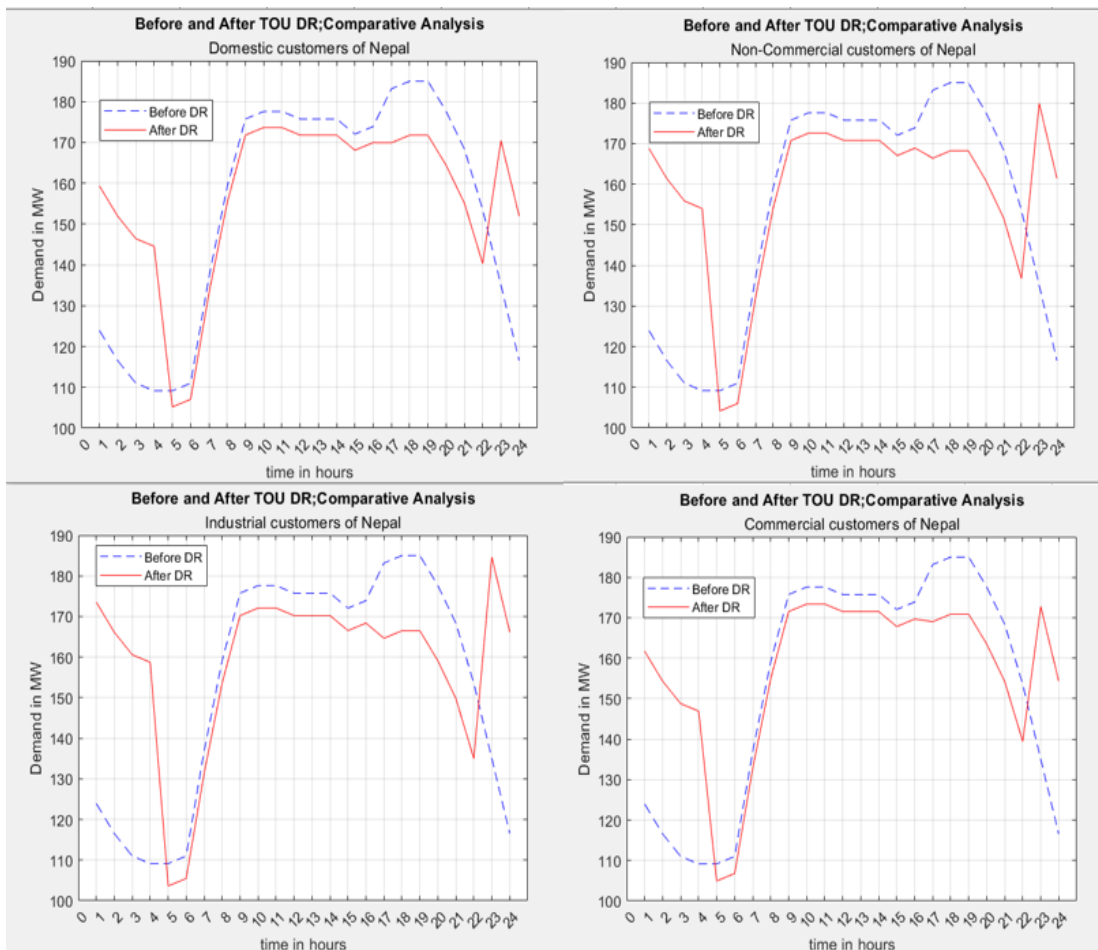 Before and After TOU DR;Comparative Analysis
Domestic customers of Nepal
190
180
170
160
150
140
130
120
110
100
Demand in MW
Before DR
After DR
0 1 2 3 4 5 6 7 8 9 10 11 12 13 14 15 16 17 18 19 20 21 22 23 24
time in hours
Before and After TOU DR;Comparative Analysis
Non-Commercial customers of Nepal
190
180
170
160
150
140
130
120
110
100
Demand in MW
Before DR
After DR
0 1 2 3 4 5 6 7 8 9 10 11 12 13 14 15 16 17 18 19 20 21 22 23 24
time in hours
Before and After TOU DR;Comparative Analysis
Industrial customers of Nepal
190
180
170
160
150
140
130
120
110
100
Demand in MW
Before DR
After DR
0 1 2 3 4 5 6 7 8 9 10 11 12 13 14 15 16 17 18 19 20 21 22 23 24
time in hours
Before and After TOU DR;Comparative Analysis
Commercial customers of Nepal
190
180
170
160
150
140
130
120
110
100
Demand in MW
Before DR
After DR
0 1 2 3 4 5 6 7 8 9 10 11 12 13 14 15 16 17 18 19 20 21 22 23 24
time in hours